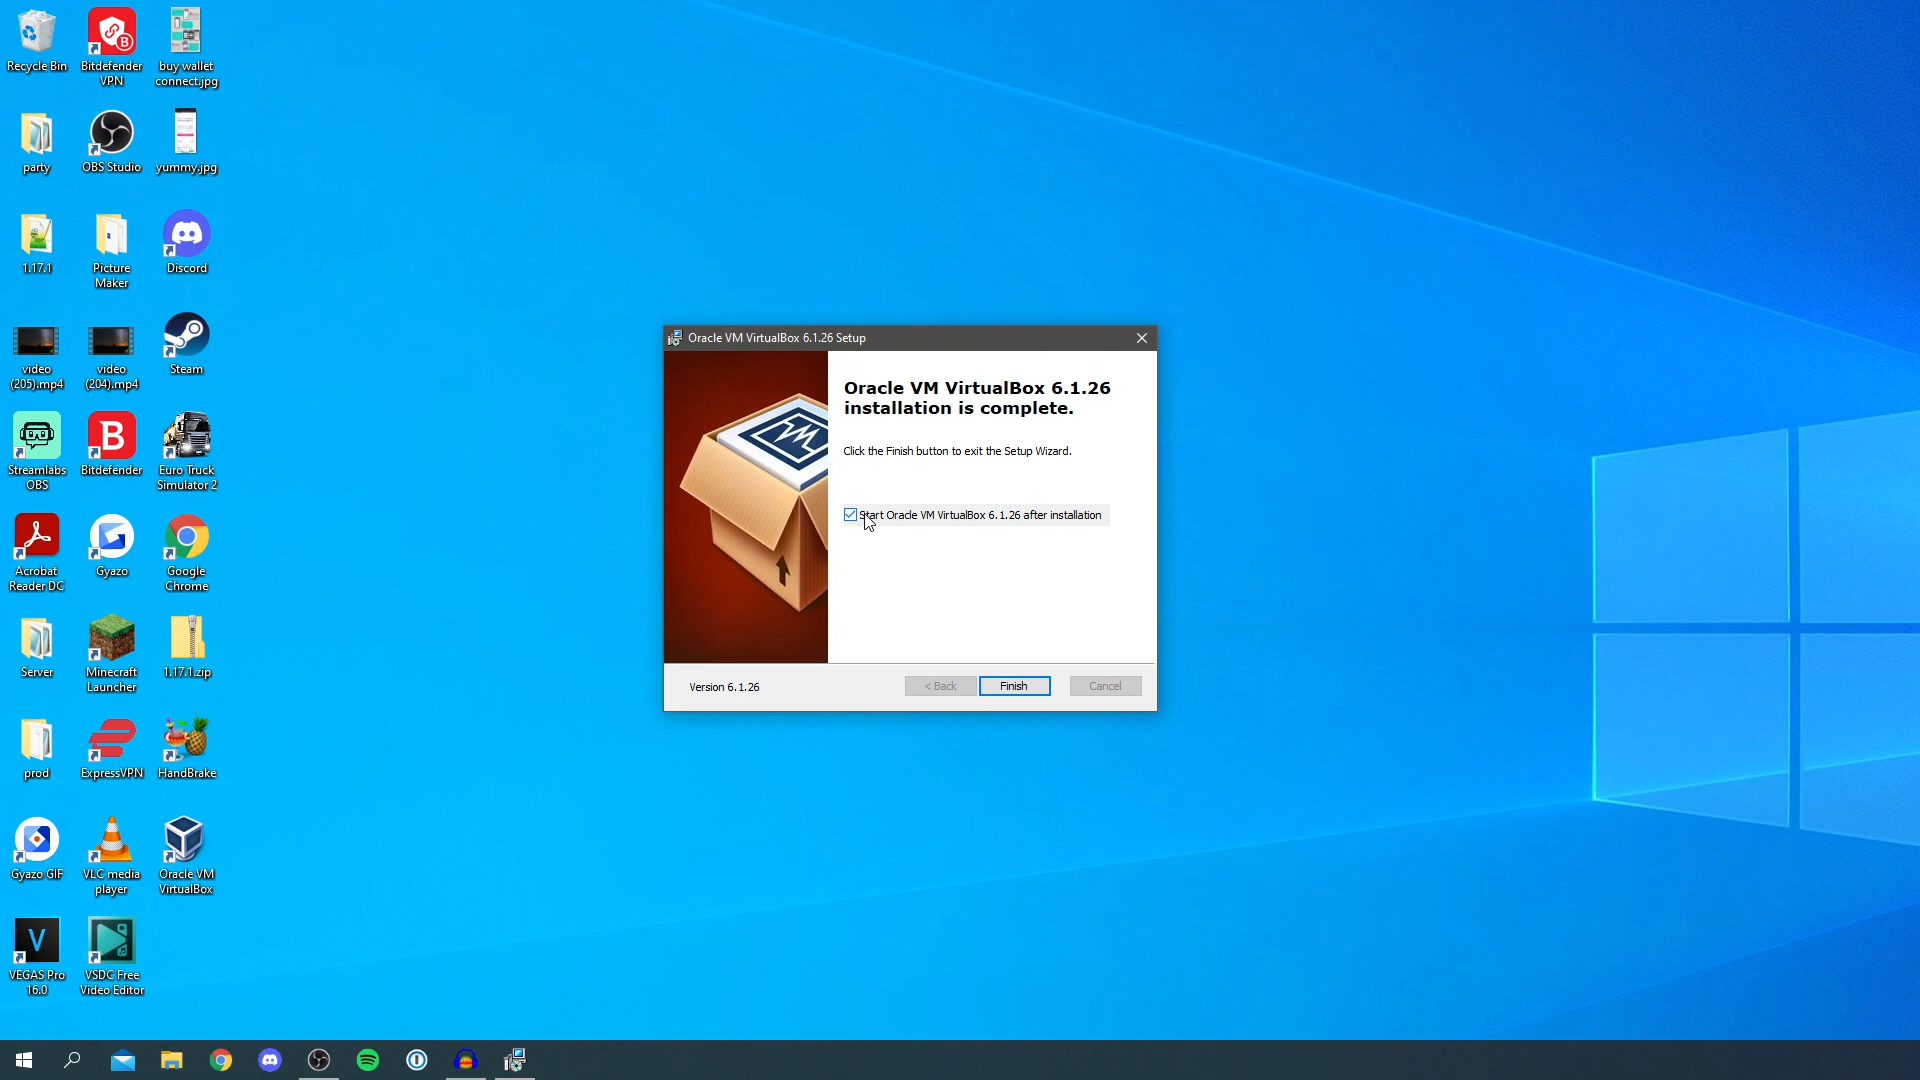 Recycle Bin
Bitdefender
VPN
buy wallet
connect.jpg
party
OBS Studio
yummy.jpg
1.17.1
Picture
Maker
Discord
video
(205).mp4
video
(204).mp4
Steam
Streamlabs
OBS
Bitdefender
Euro Truck
Simulator 2
Acrobat
Reader DC
Gyazo
Google
Chrome
Server
Minecraft
Launcher
1.17.1.zip
prod
ExpressVPN
HandBrake
Gyazo GIF
VLC media
player
Oracle VM
VirtualBox
VEGAS Pro
16.0
VSDC Free
Video Editor
Oracle VM VirtualBox 6.1.26 Setup
Oracle VM VirtualBox 6.1.26
installation is complete.
Click the Finish button to exit the Setup Wizard.
Start Oracle VM VirtualBox 6.1.26 after installation
Version 6.1.26
< Back
Finish
Cancel